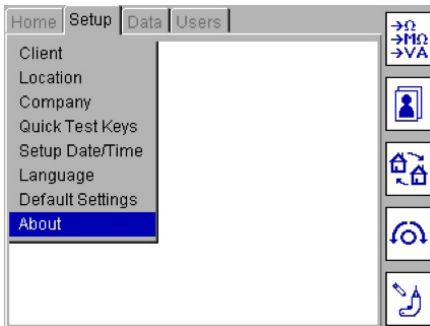 Home Setup Data Users
Client
Location
Company
Quick Test Keys
Setup Date/Time
Language
Default Settings
About
→Ω
→MΩ
→VA